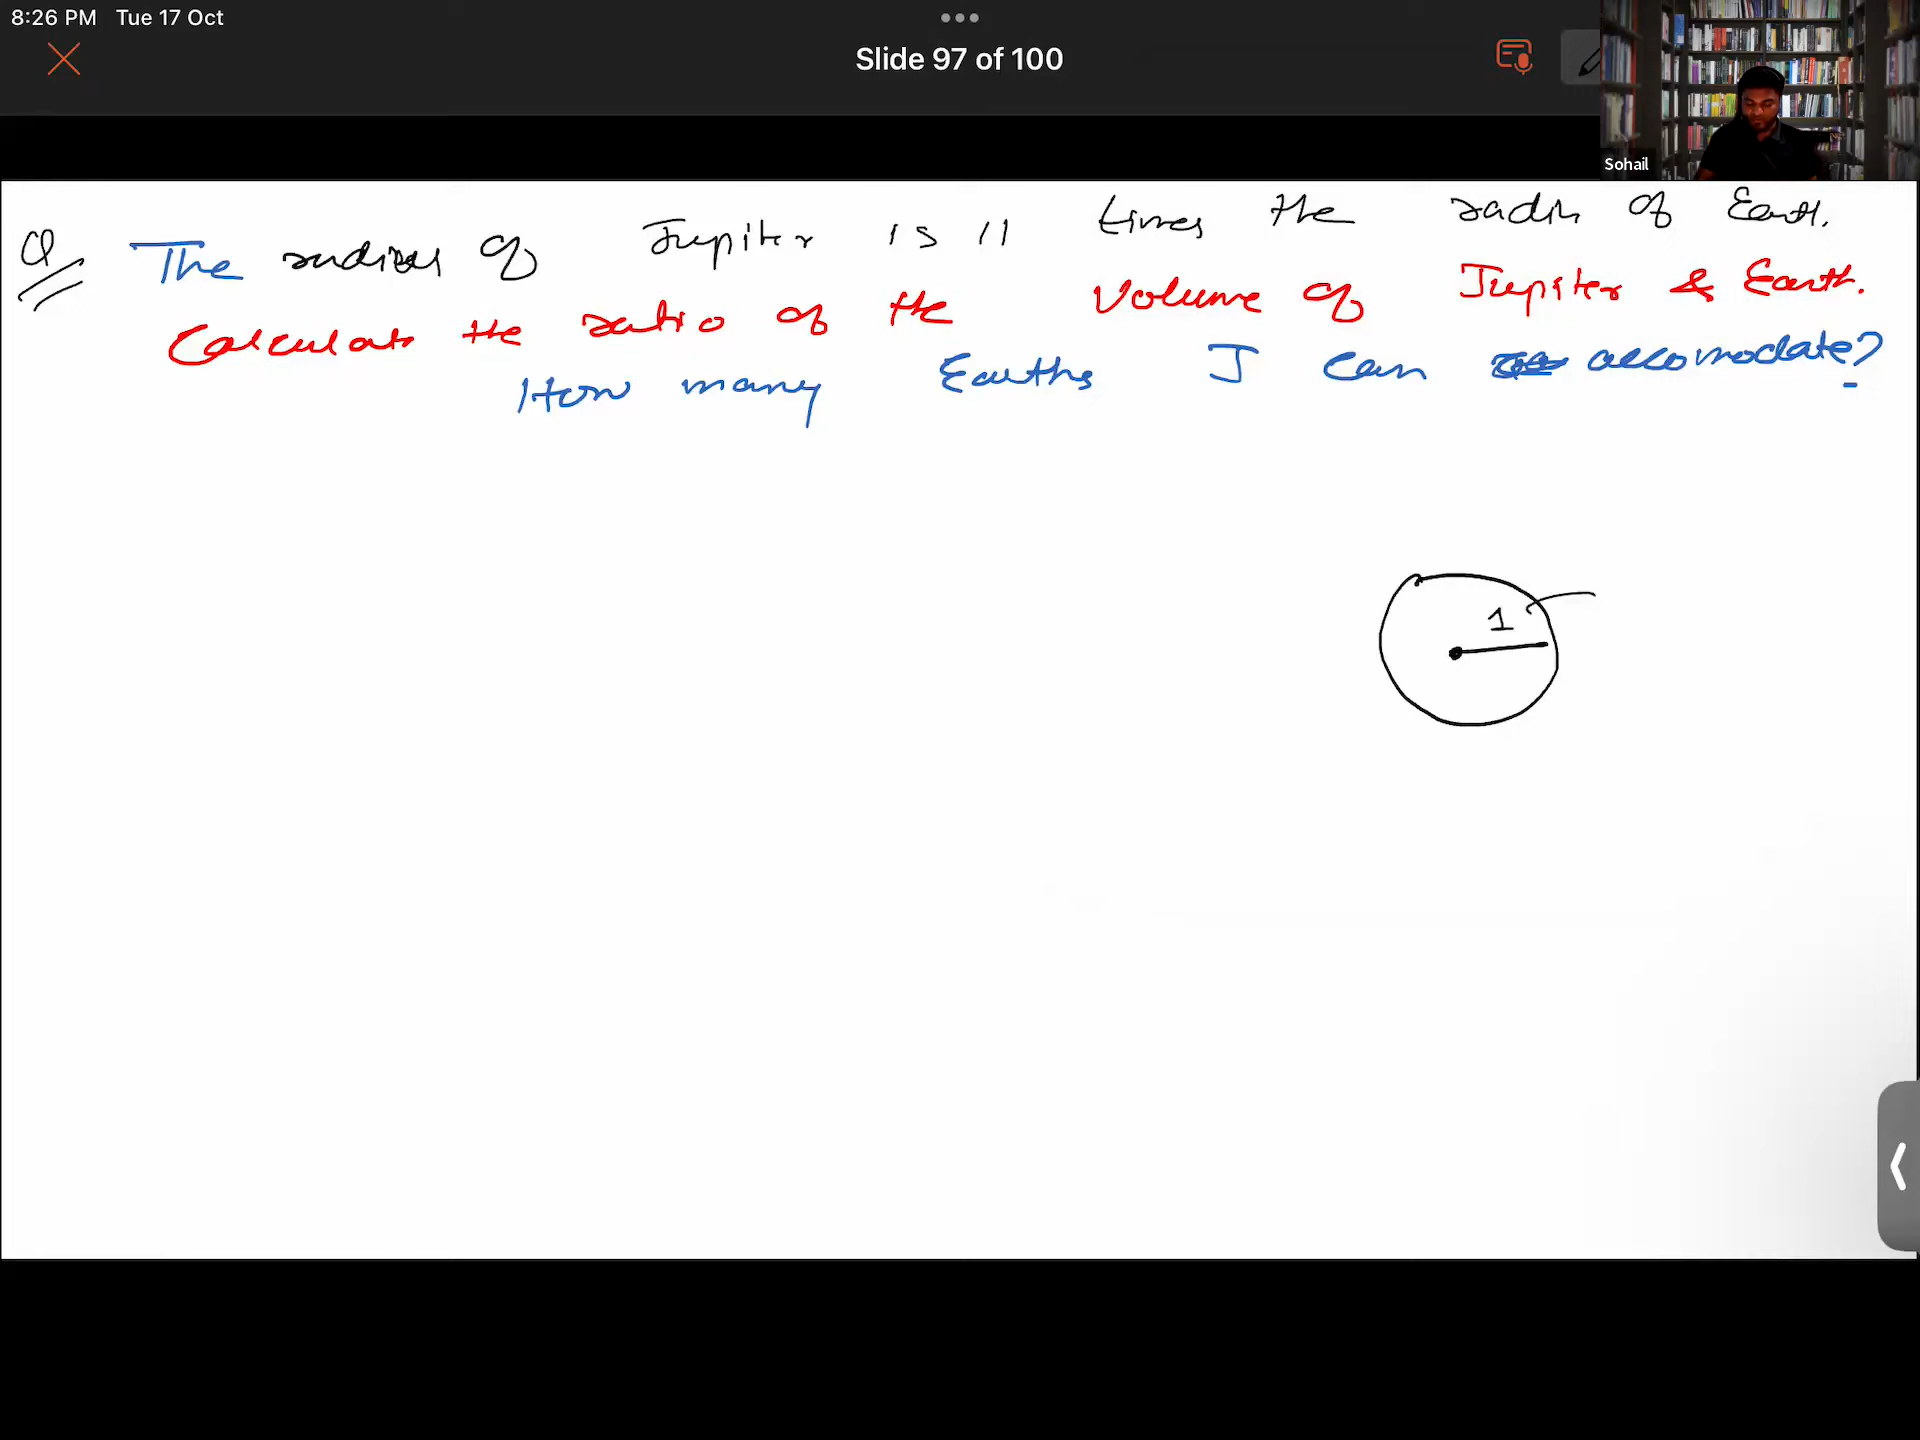 8:26 PM Tue 17 Oct
Slide 97 of 100
Sohail
Q The radius of Jupiter is 11 times the radius of Earth.
Calculate the ratio of the Volume of Jupiter & Earth.
How many Earths J can accomodate?
1